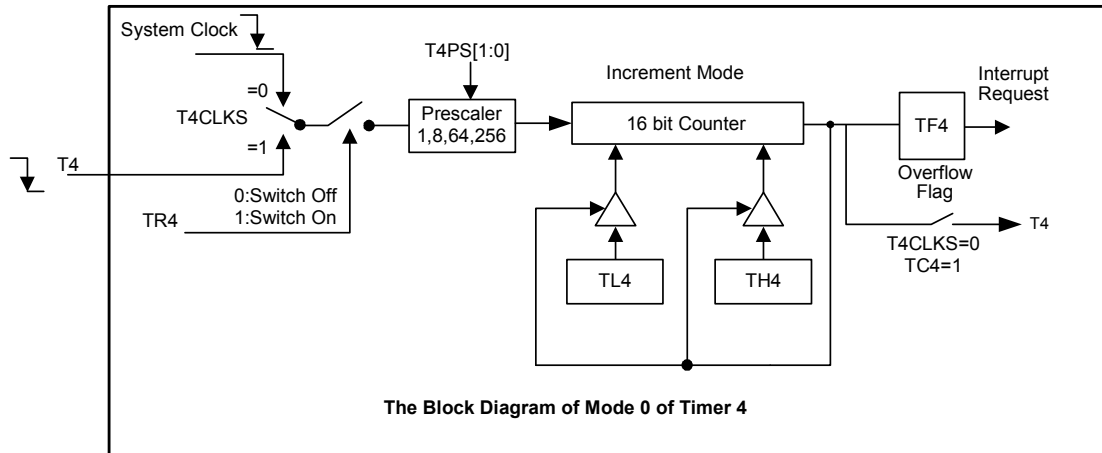 System Clock
T4PS[1:0]
Increment Mode
Interrupt
Request
=0
T4CLKS
=1
Prescaler
1,8,64,256
16 bit Counter
TF4
Overflow
Flag
T4
0:Switch Off
1:Switch On
TR4
T4
T4CLKS=0
TC4=1
TL4
TH4
The Block Diagram of Mode 0 of Timer 4